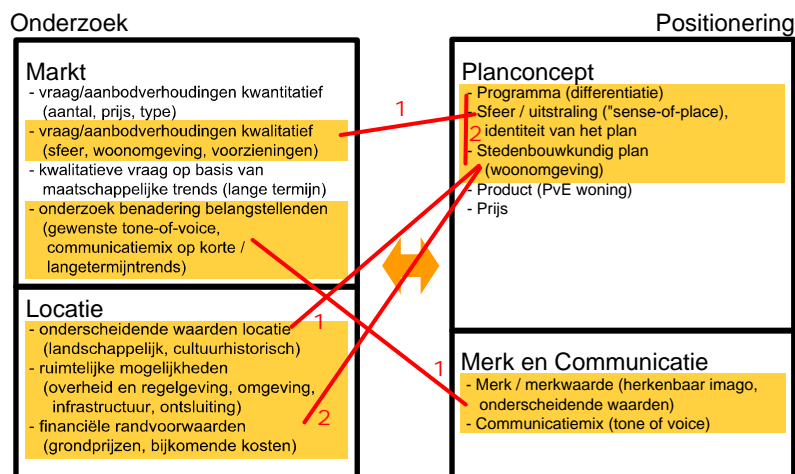 Onderzoek
Markt
- vraag/aanbodverhoudingen kwantitatief
(aantal, prijs, type)
- vraag/aanbodverhoudingen kwalitatief
(sfeer, woonomgeving, voorzieningen)
- kwalitatieve vraag op basis van
maatschappelijke trends (lange termijn)
- onderzoek benadering belangstellenden
(gewenste tone-of-voice,
communicatiemix op korte /
langetermijntrends)
Locatie
- onderscheidende waarden locatie
(landschappelijk, cultuurhistorisch)
- ruimtelijke mogelijkheden
(overheid en regelgeving, omgeving,
infrastructuur, ontsluiting)
- financiële randvoorwaarden
(grondprijzen, bijkomende kosten)
1
1
2
1
Positionering
Planconcept
- Programma (differentiatie)
- Sfeer / uitstraling ("sense-of-place),
identiteit van het plan
2
- Stedenbouwkundig plan
(woonomgeving)
- Product (PvE woning)
- Prijs
Merk en Communicatie
- Merk / merkwaarde (herkenbaar imago,
onderscheidende waarden)
- Communicatiemix (tone of voice)